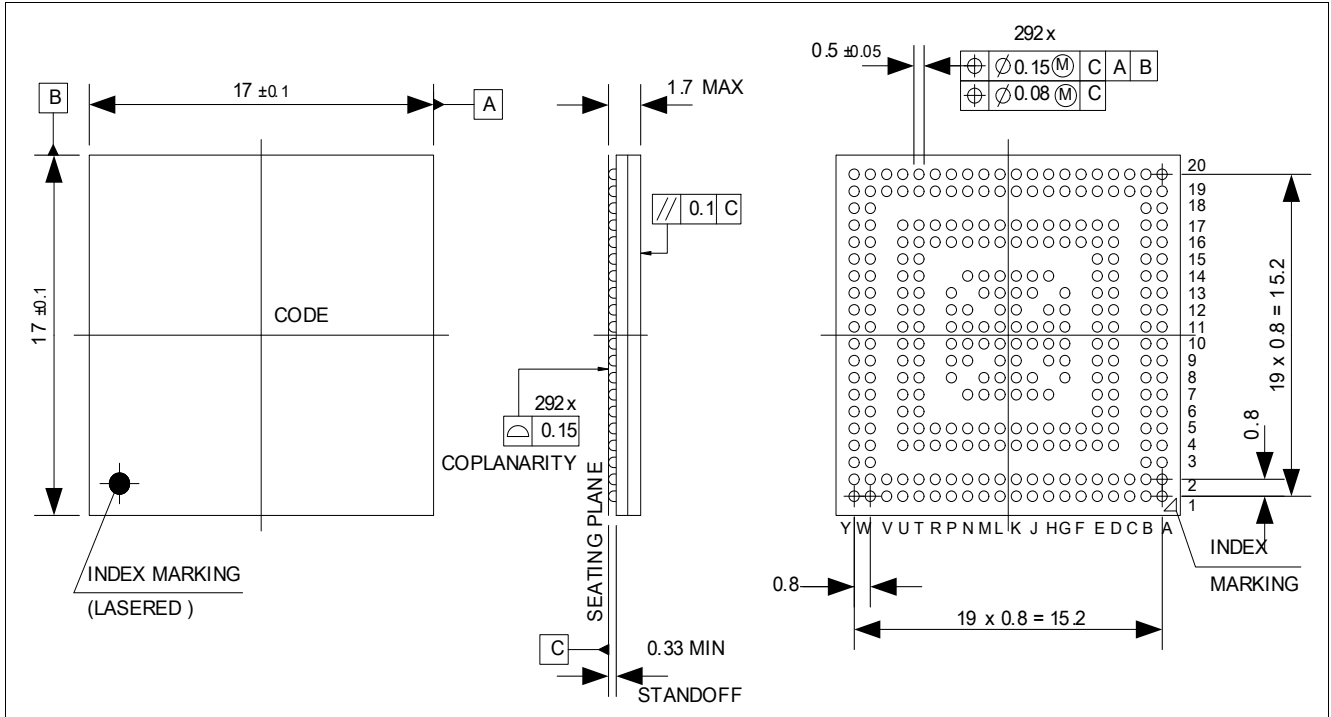 B
17 ±0.1
A
17 ±0.1
CODE
INDEX MARKING
(LASERED )
1.7 MAX
// 0.1 C
292x
⌓ 0.15
COPLANARITY
SEATING PLANE
C
0.33 MIN
STANDOFF
292x
0.5 ±0.05
⌖ ∅ 0.15 Ⓜ C A B
⌖ ∅ 0.08 Ⓜ C
20
19
18
17
16
15
14
13
12
11
10
9
8
7
6
5
4
3
2
1
19 x 0.8 = 15.2
0.8
Y W V U T R P N M L K J H G F E D C B A
INDEX
MARKING
0.8
19 x 0.8 = 15.2